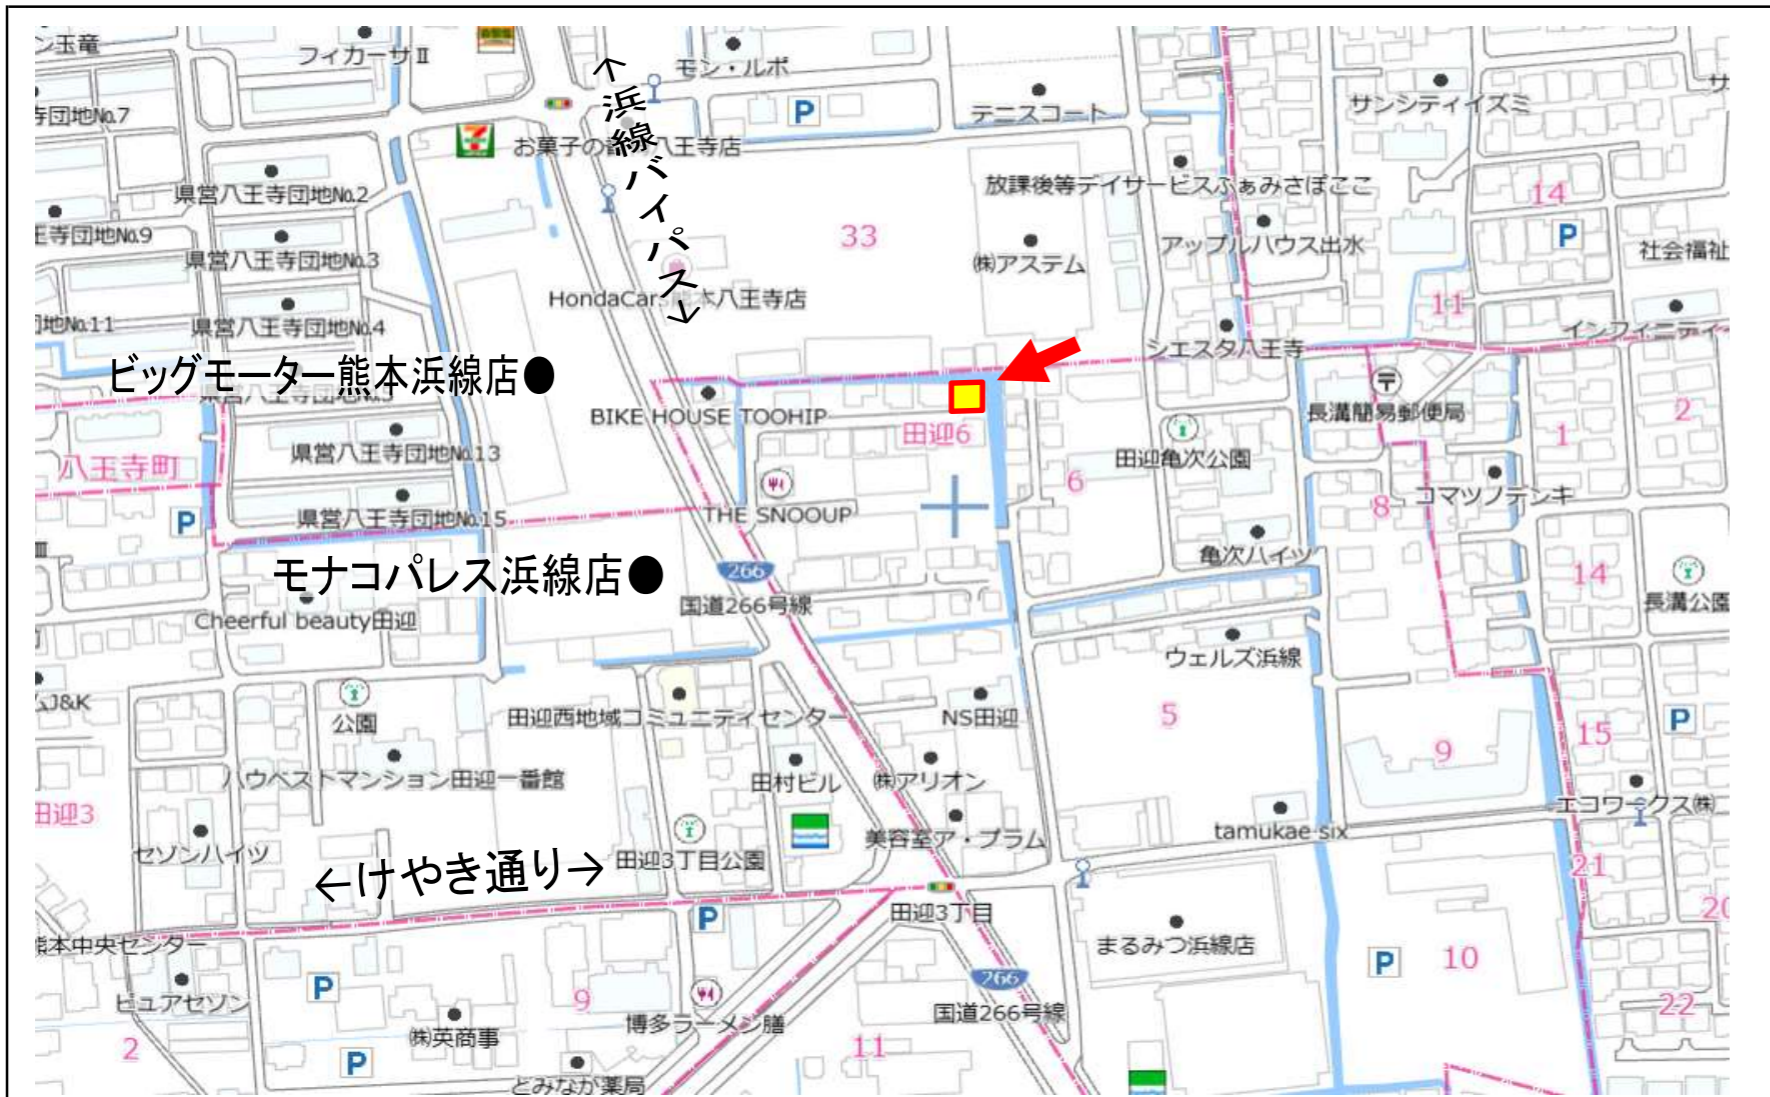 ン玉竜
フィカーサⅡ
モン・ルポ
サンシティイズミ
テニスコート
寺団地No.7
お菓子の
八王寺店
↑浜線バイパス↓
放課後等デイサービスふぁみさぽここ
14
県営八王寺団地No.2
王寺団地No.9
33
アップルハウス出水
P
社会福祉
県営八王寺団地No.3
㈱アステム
HondaCars熊本八王寺店
11
団地No.11
県営八王寺団地No.4
シエスタ八王寺
インフィニティー
ビッグモーター熊本浜線店●
BIKE HOUSE TOOHIP
田迎6
長溝簡易郵便局
2
1
県営八王寺団地No.13
八王寺町
田迎亀次公園
6
コマツノデンキ
8
P
県営八王寺団地No.15
THE SNOOUP
亀次ハイツ
モナコパレス浜線店●
266
国道266号線
14
長溝公園
Cheerful beauty田迎
ウェルズ浜線
J&K
公園
田迎西地域コミュニティセンター
NS田迎
5
P
15
9
ハウベストマンション田迎一番館
田村ビル
㈱アリオン
田迎3
エコワークス㈱
セゾンハイツ
田迎3丁目公園
美容室ア・プラム
tamukae six
←けやき通り→
21
20
P
田迎3丁目
熊本中央センター
まるみつ浜線店
P
10
ピュアセゾン
P
9
266
国道266号線
22
㈱英商事
博多ラーメン膳
2
P
11
とみなが薬局